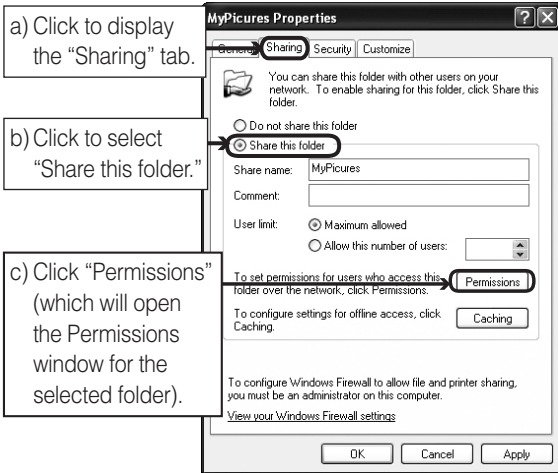 a) Click to display
the “Sharing” tab.
b) Click to select
“Share this folder.”
c) Click “Permissions”
(which will open
the Permissions
window for the
selected folder).
MyPicures Properties
General Sharing Security Customize
You can share this folder with other users on your
network. To enable sharing for this folder, click Share this
folder.
Do not share this folder
Share this folder
Share name: MyPicures
Comment:
User limit: Maximum allowed
Allow this number of users:
To set permissions for users who access this
folder over the network, click Permissions.
Permissions
To configure settings for offline access, click
Caching.
Caching
To configure Windows Firewall to allow file and printer sharing,
you must be an administrator on this computer.
View your Windows Firewall settings
OK Cancel Apply